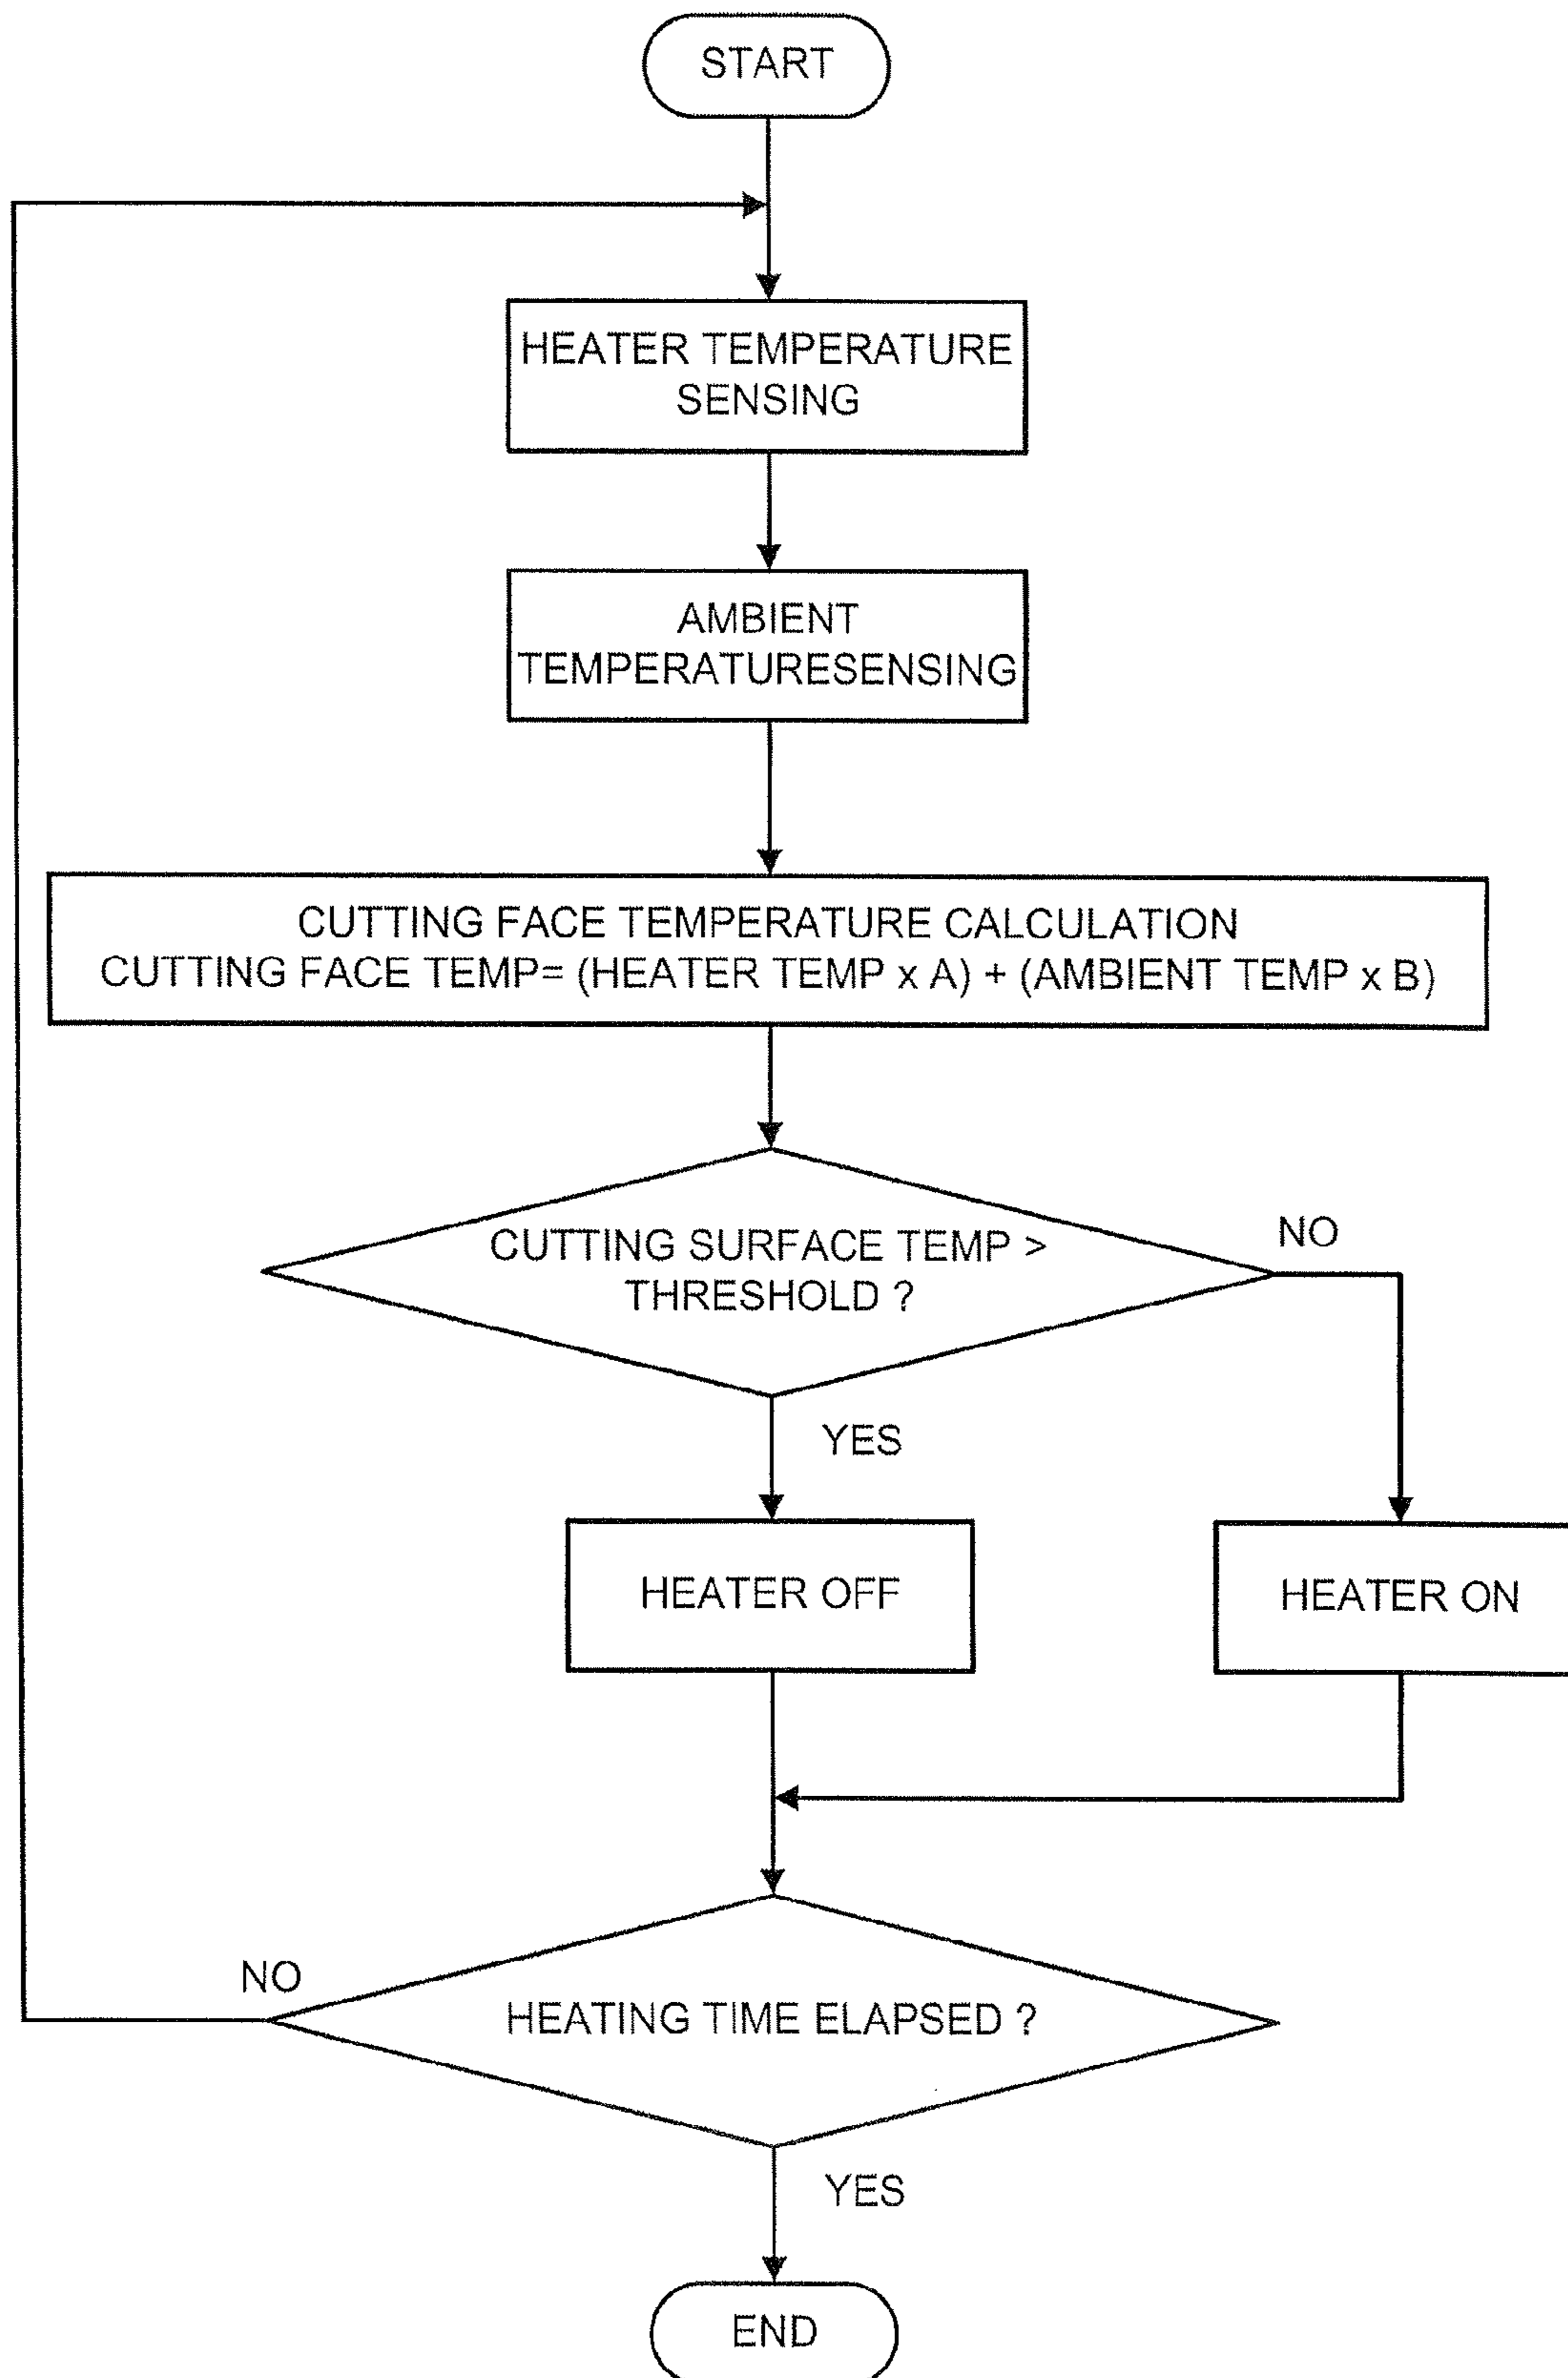 START
HEATER TEMPERATURE
SENSING
AMBIENT
TEMPERATURESENSING
CUTTING FACE TEMPERATURE CALCULATION
CUTTING FACE TEMP= (HEATER TEMP x A) + (AMBIENT TEMP x B)
CUTTING SURFACE TEMP >
THRESHOLD ?
NO
YES
HEATER OFF
HEATER ON
NO
HEATING TIME ELAPSED ?
YES
END